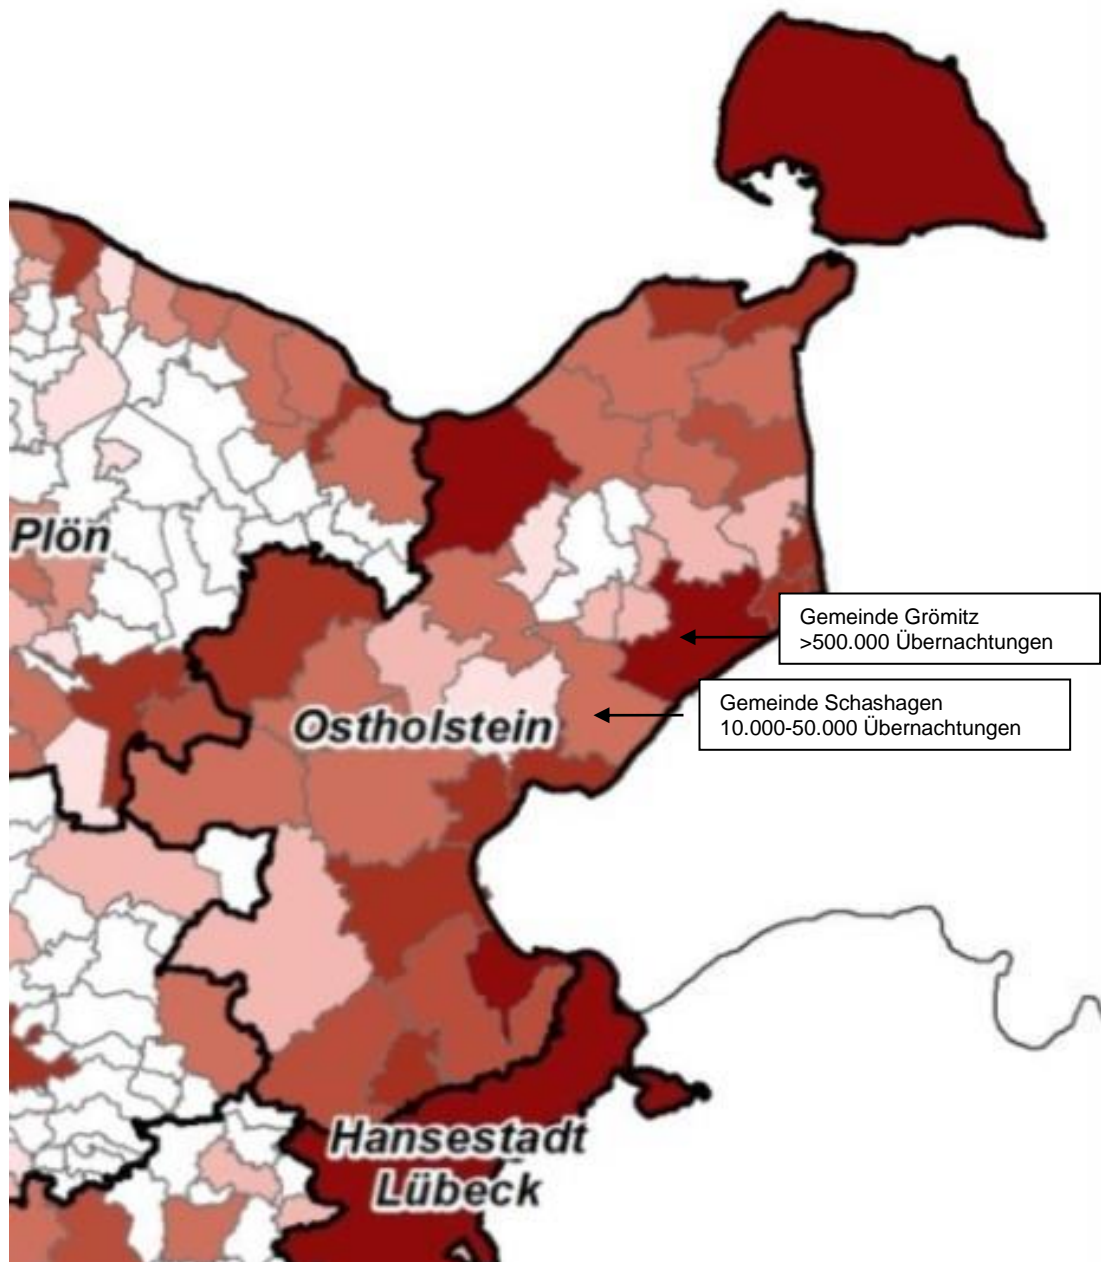 Plön
Gemeinde Grömitz
>500.000 Übernachtungen
Gemeinde Schashagen
10.000-50.000 Übernachtungen
Ostholstein
Hansestadt
Lübeck